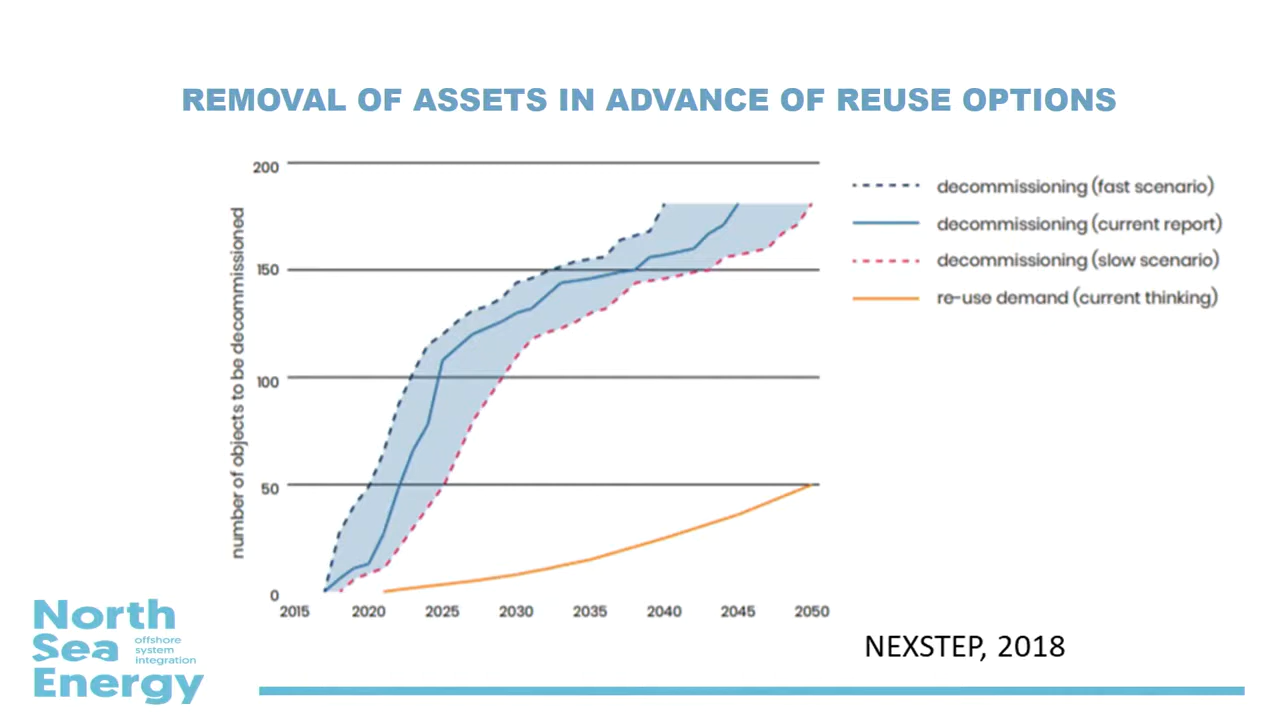 REMOVAL OF ASSETS IN ADVANCE OF REUSE OPTIONS
number of objects to be decommissioned
200
150
100
50
0
2015 2020 2025 2030 2035 2040 2045 2050
decommissioning (fast scenario)
decommissioning (current report)
decommissioning (slow scenario)
re-use demand (current thinking)
NEXSTEP, 2018
North
Sea
offshore
system
integration
Energy